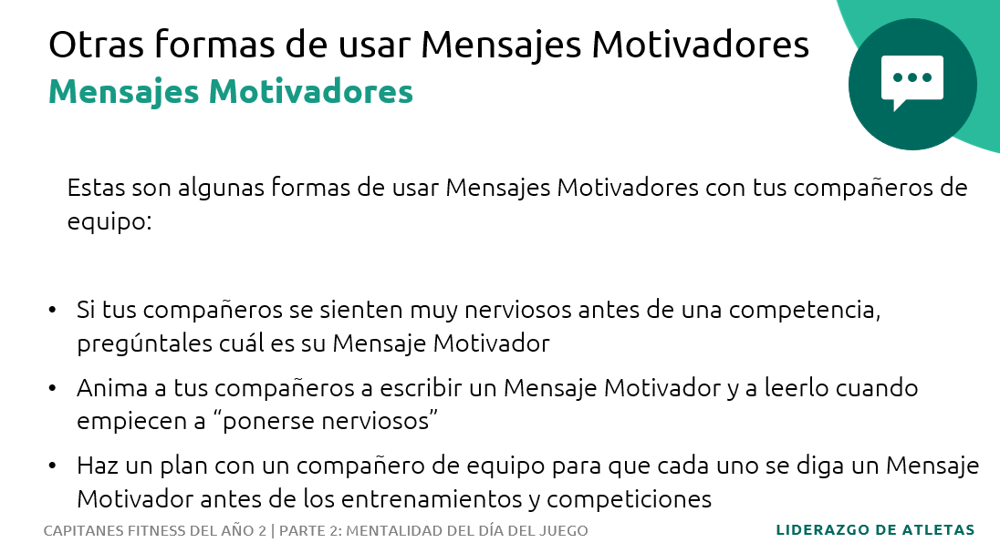 Otras formas de usar Mensajes Motivadores
Mensajes Motivadores
Estas son algunas formas de usar Mensajes Motivadores con tus compañeros de
equipo:
• Si tus compañeros se sienten muy nerviosos antes de una competencia,
pregúntales cuál es su Mensaje Motivador
• Anima a tus compañeros a escribir un Mensaje Motivador y a leerlo cuando
empiecen a “ponerse nerviosos”
• Haz un plan con un compañero de equipo para que cada uno se diga un Mensaje
Motivador antes de los entrenamientos y competiciones
CAPITANES FITNESS DEL AÑO 2 | PARTE 2: MENTALIDAD DEL DÍA DEL JUEGO
LIDERAZGO DE ATLETAS